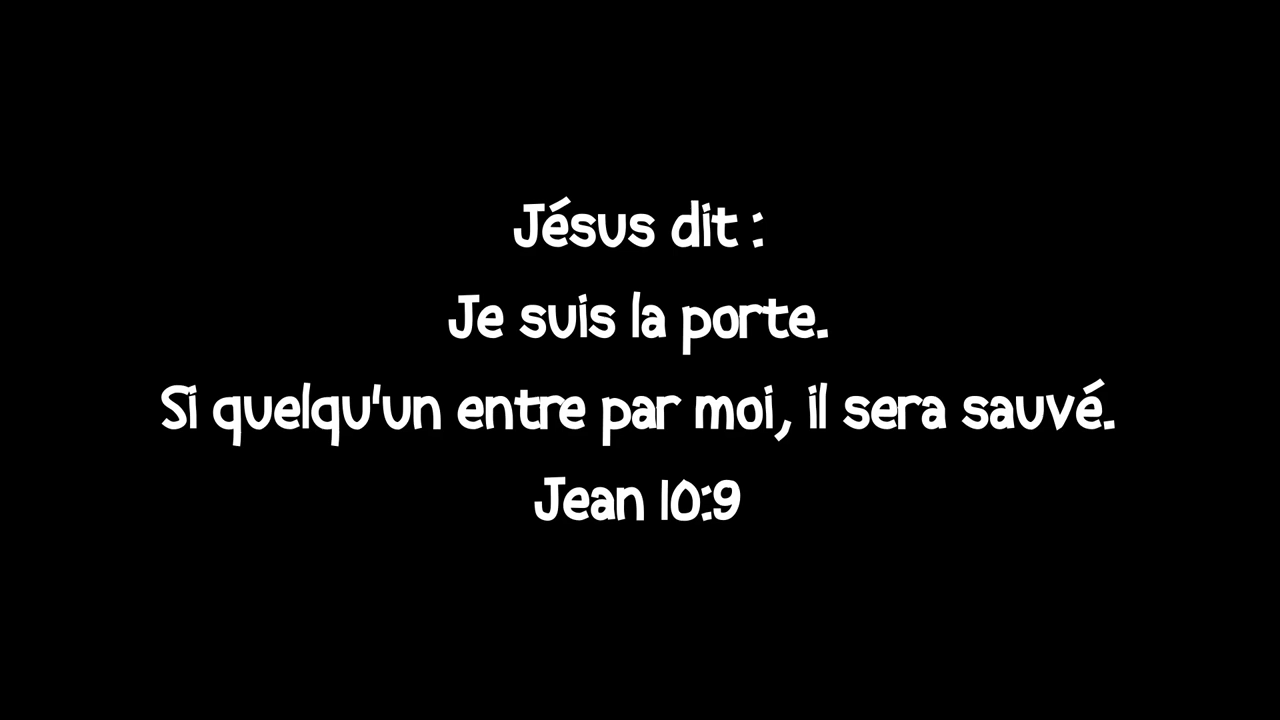 Jésus dit :
Je suis la porte.
Si quelqu'un entre par moi, il sera sauvé.
Jean 10:9